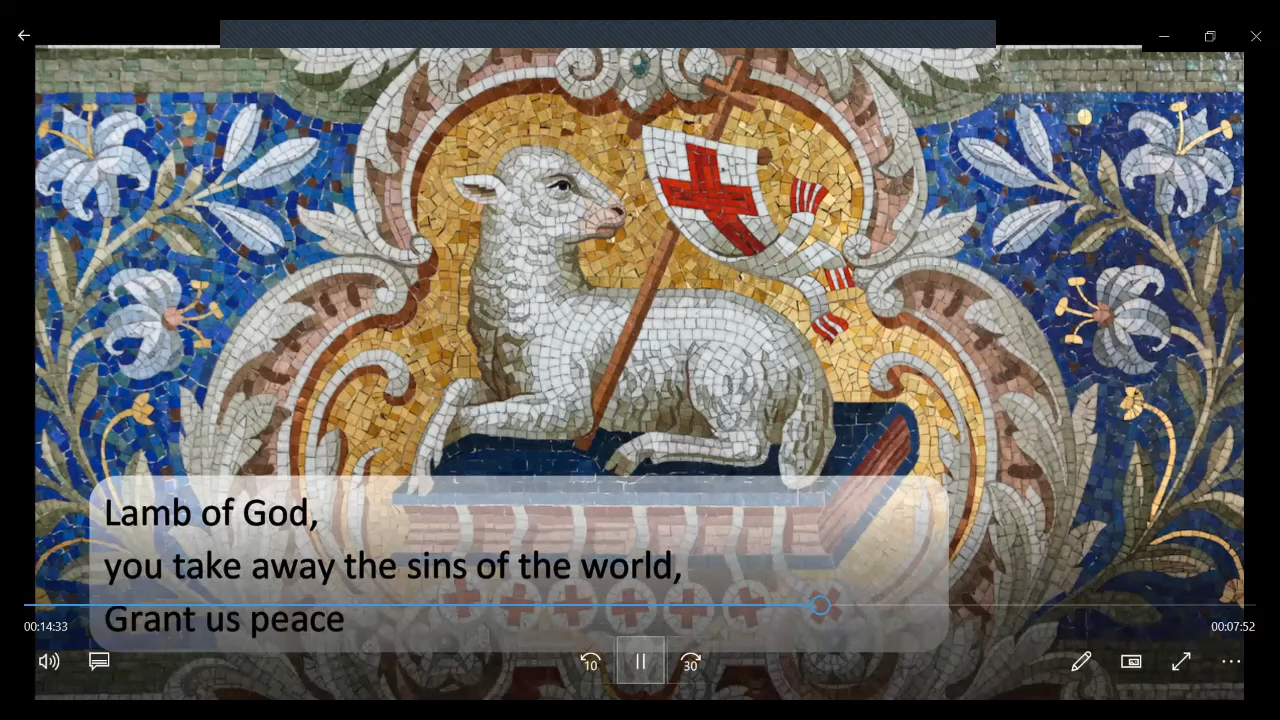 Lamb of God,
you take away the sins of the world,
Grant us peace
00:14:33
00:07:52
10
30